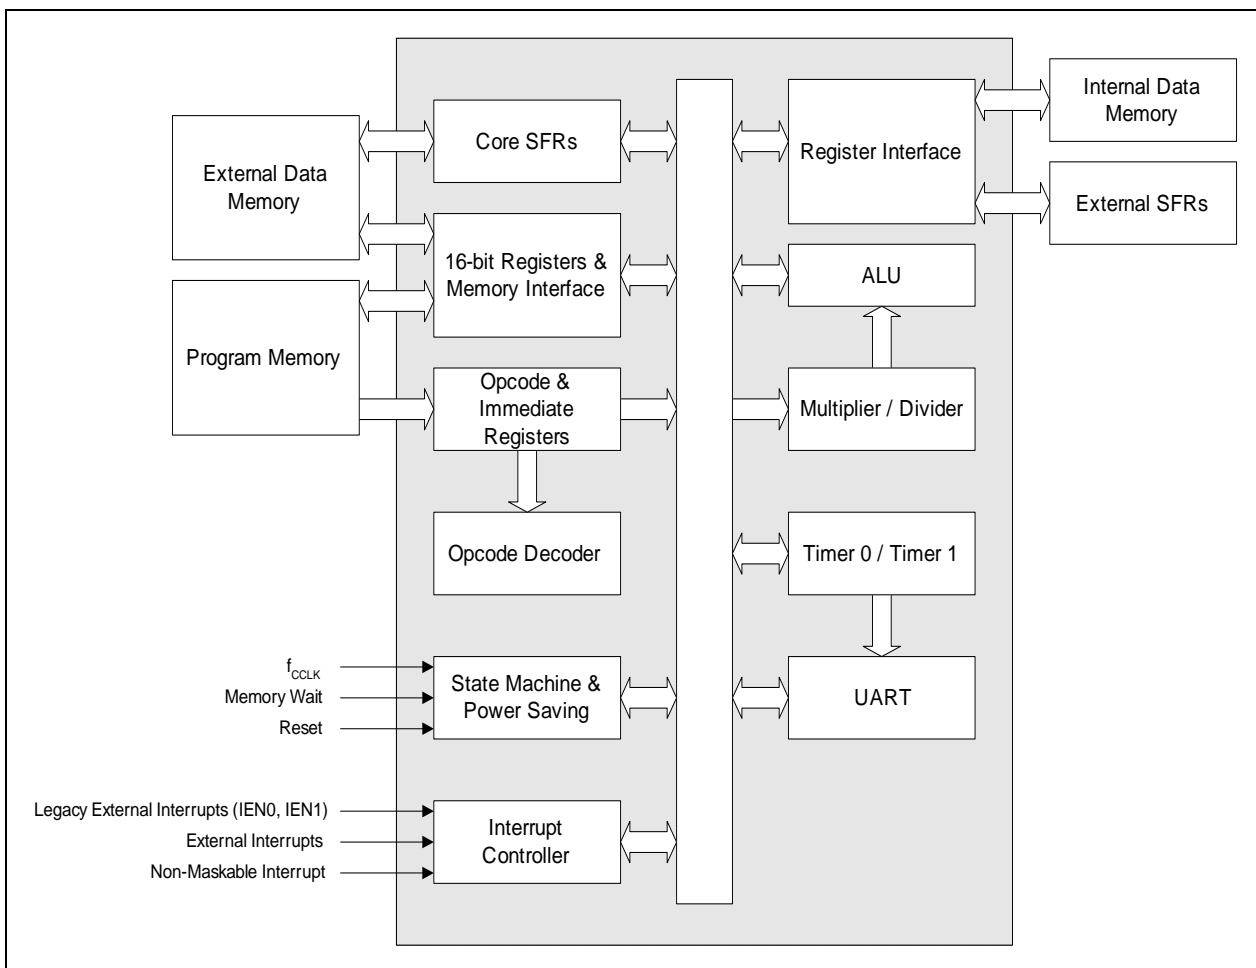 Internal Data
Memory
Core SFRs
Register Interface
External Data
Memory
External SFRs
16-bit Registers &
Memory Interface
ALU
Program Memory
Opcode &
Immediate
Registers
Multiplier / Divider
Opcode Decoder
Timer 0 / Timer 1
fCCLK
Memory Wait
Reset
State Machine &
Power Saving
UART
Legacy External Interrupts (IEN0, IEN1)
External Interrupts
Non-Maskable Interrupt
Interrupt
Controller